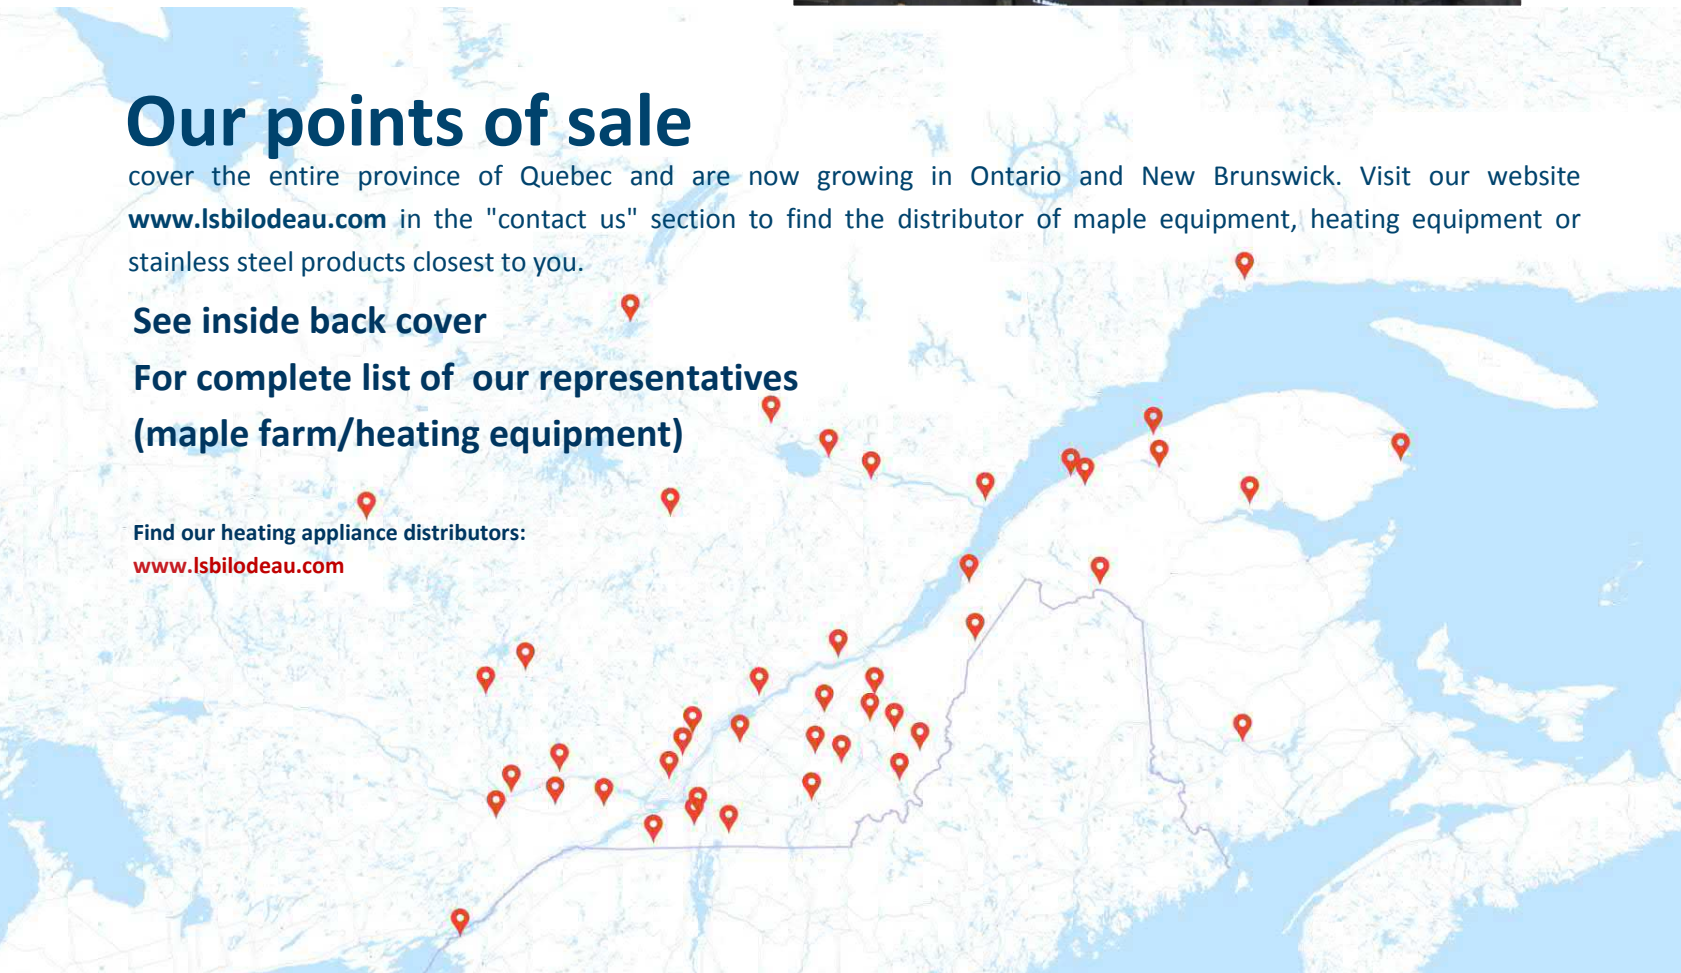 Our points of sale
cover the entire province of Quebec and are now growing in Ontario and New Brunswick. Visit our website
www.lsbilodeau.com in the "contact us" section to find the distributor of maple equipment, heating equipment or
stainless steel products closest to you.
See inside back cover
For complete list of our representatives
(maple farm/heating equipment)
Find our heating appliance distributors:
www.lsbilodeau.com